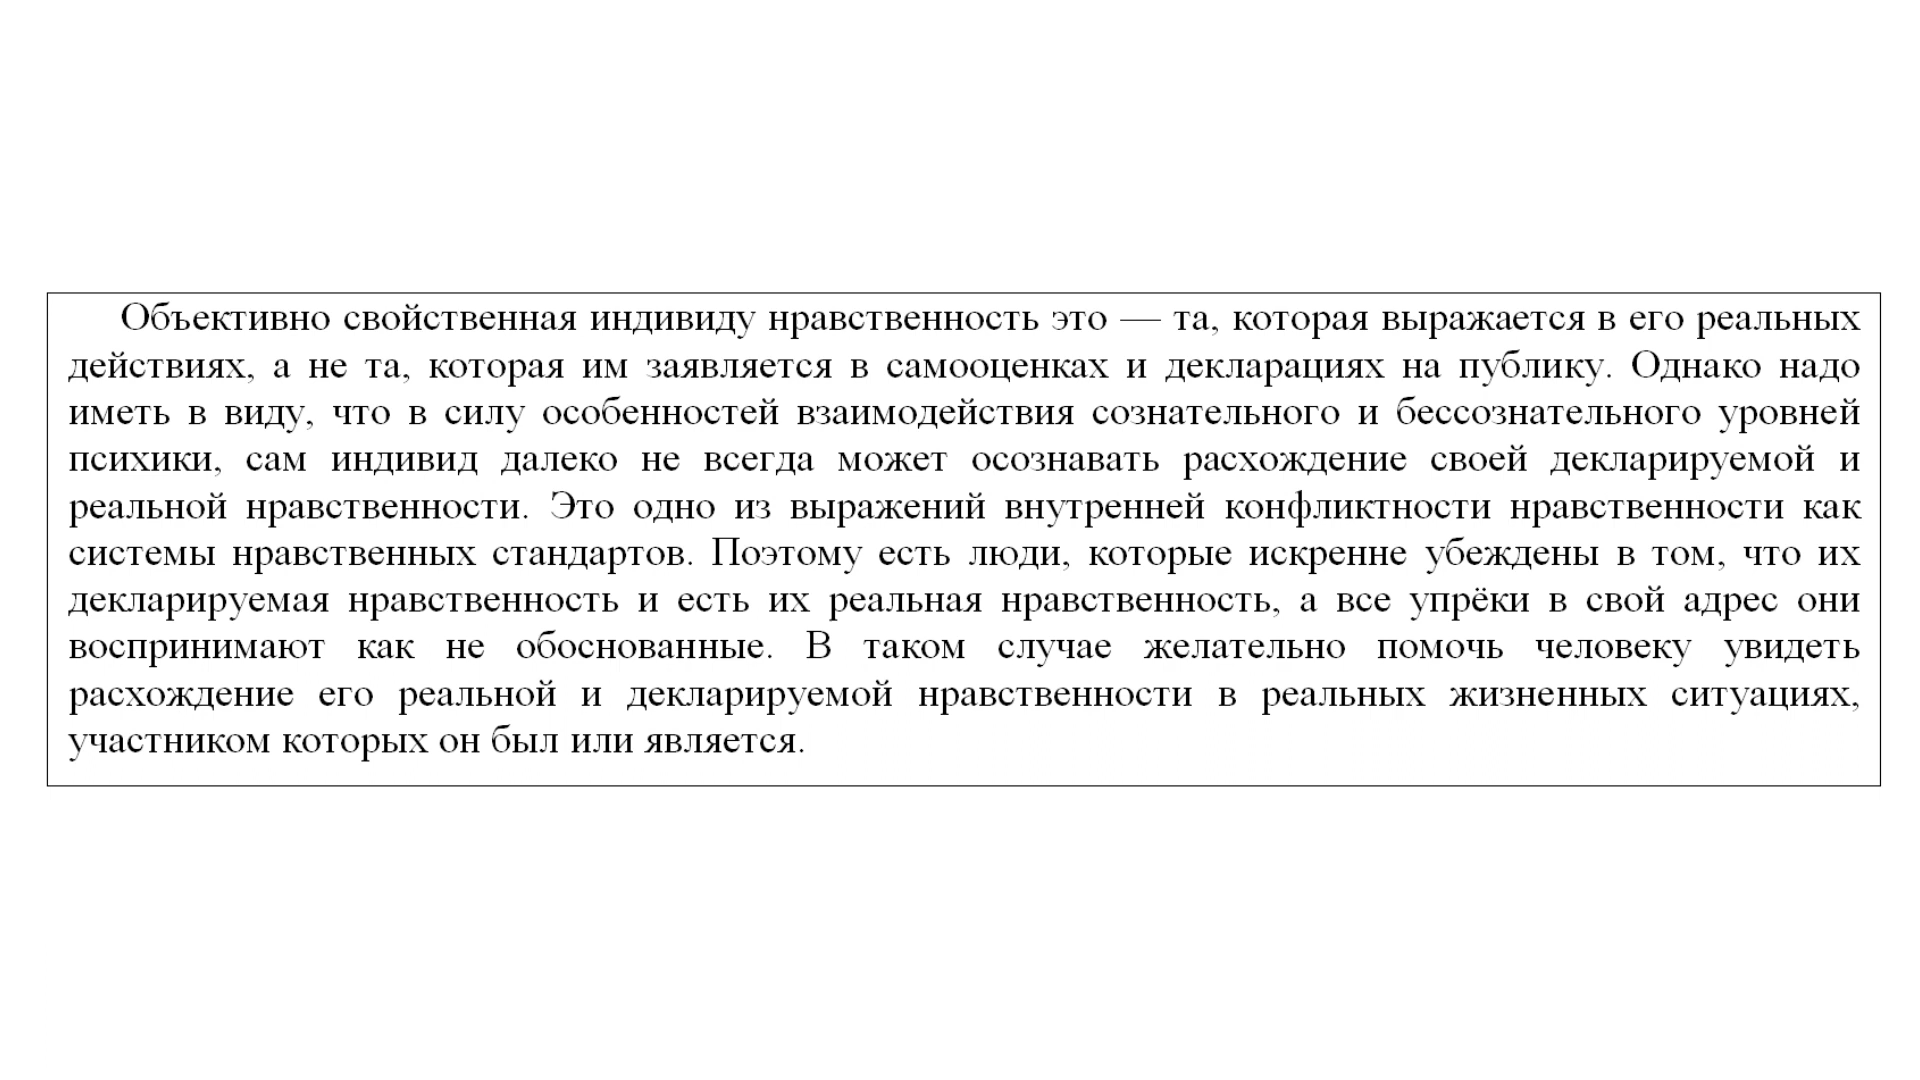 Объективно свойственная индивиду нравственность это — та, которая выражается в его реальных
действиях, а не та, которая им заявляется в самооценках и декларациях на публику. Однако надо
иметь в виду, что в силу особенностей взаимодействия сознательного и бессознательного уровней
психики, сам индивид далеко не всегда может осознавать расхождение своей декларируемой и
реальной нравственности. Это одно из выражений внутренней конфликтности нравственности как
системы нравственных стандартов. Поэтому есть люди, которые искренне убеждены в том, что их
декларируемая нравственность и есть их реальная нравственность, а все упрёки в свой адрес они
воспринимают как не обоснованные. В таком случае желательно помочь человеку увидеть
расхождение его реальной и декларируемой нравственности в реальных жизненных ситуациях,
участником которых он был или является.